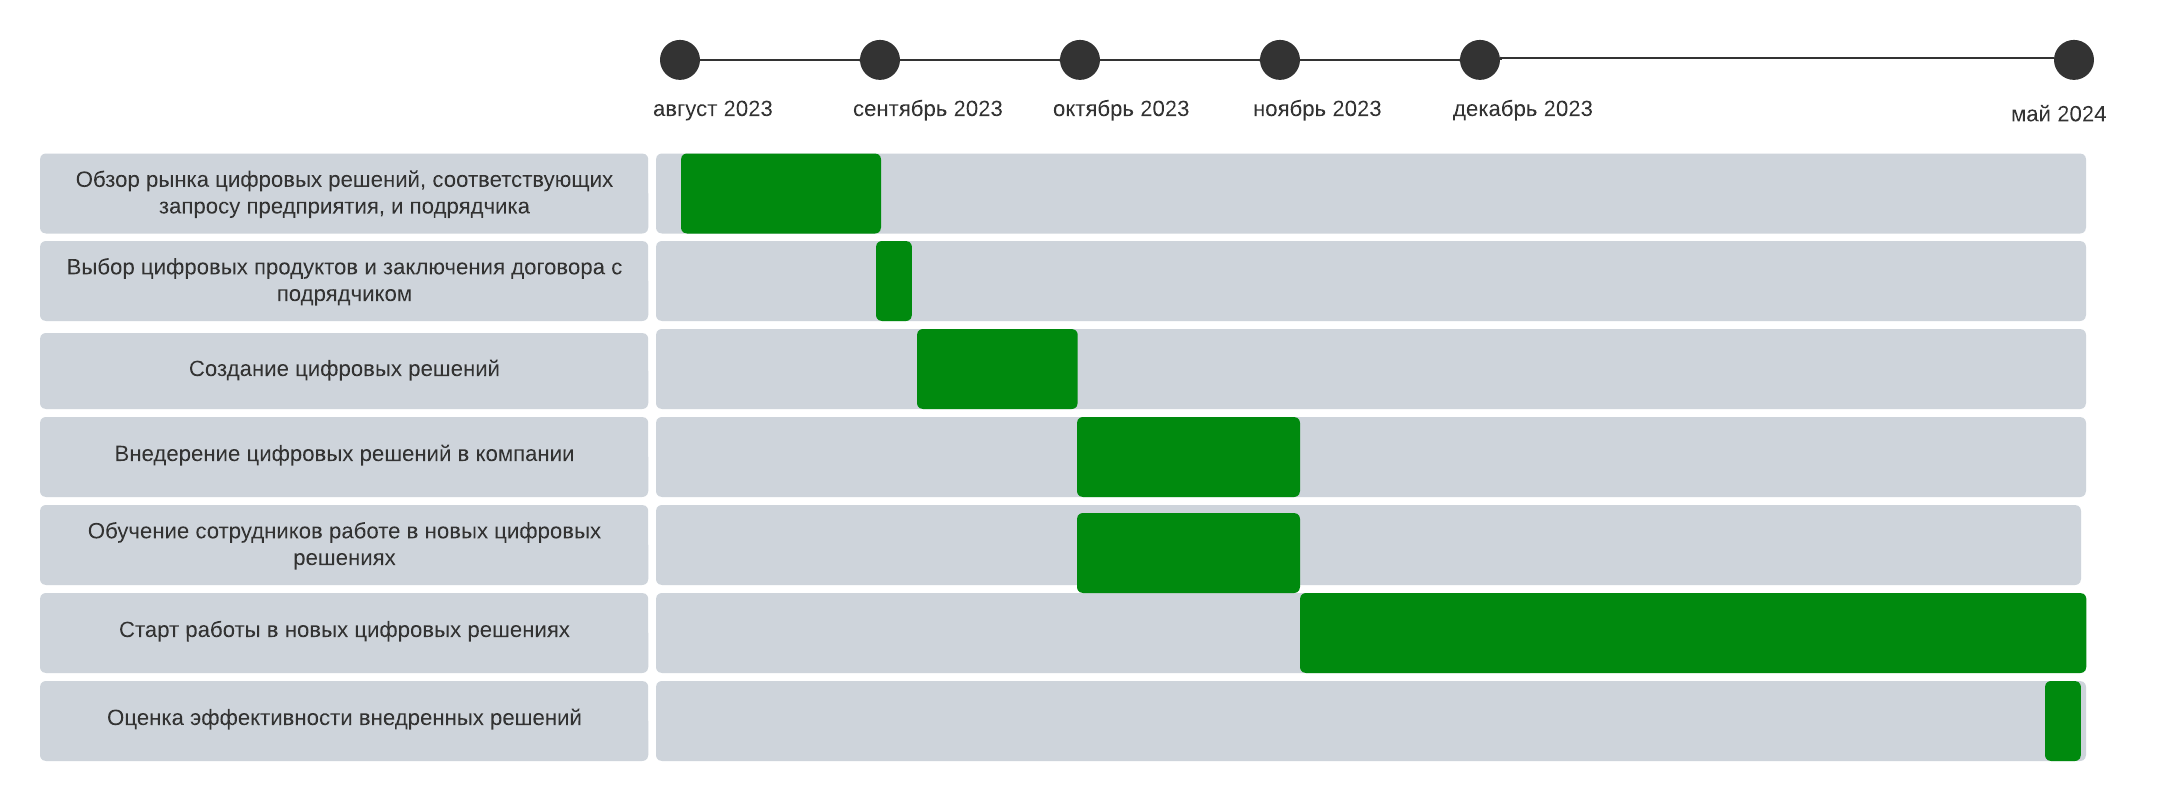 август 2023
сентябрь 2023
октябрь 2023
ноябрь 2023
декабрь 2023
май 2024
Обзор рынка цифровых решений, соответствующих
запросу предприятия, и подрядчика
Выбор цифровых продуктов и заключения договора с
подрядчиком
Создание цифровых решений
Внедерение цифровых решений в компании
Обучение сотрудников работе в новых цифровых
решениях
Старт работы в новых цифровых решениях
Оценка эффективности внедренных решений